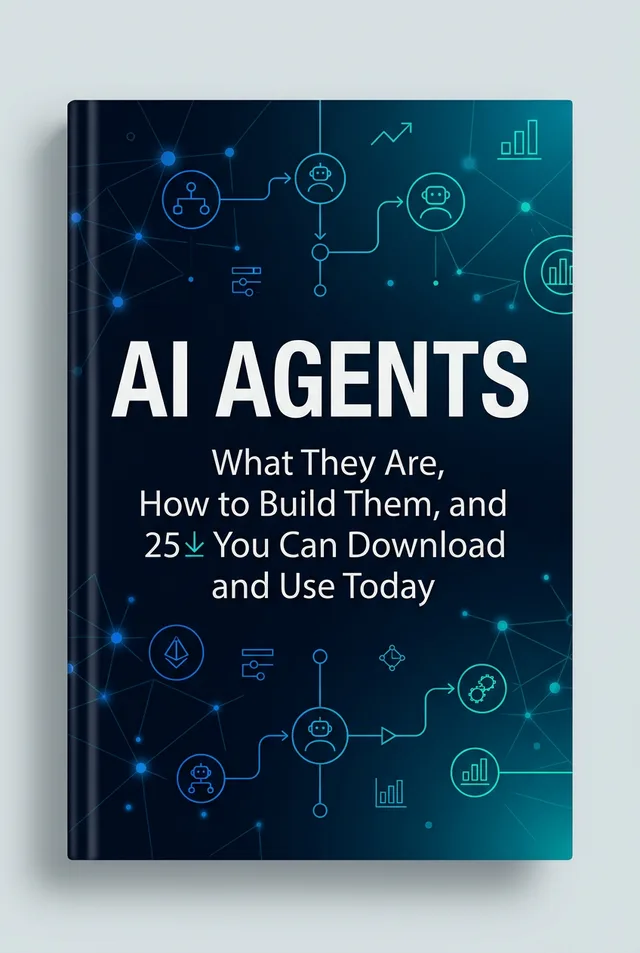 AI AGENTS
What They Are,
How to Build Them, and
25↓ You Can Download
and Use Today